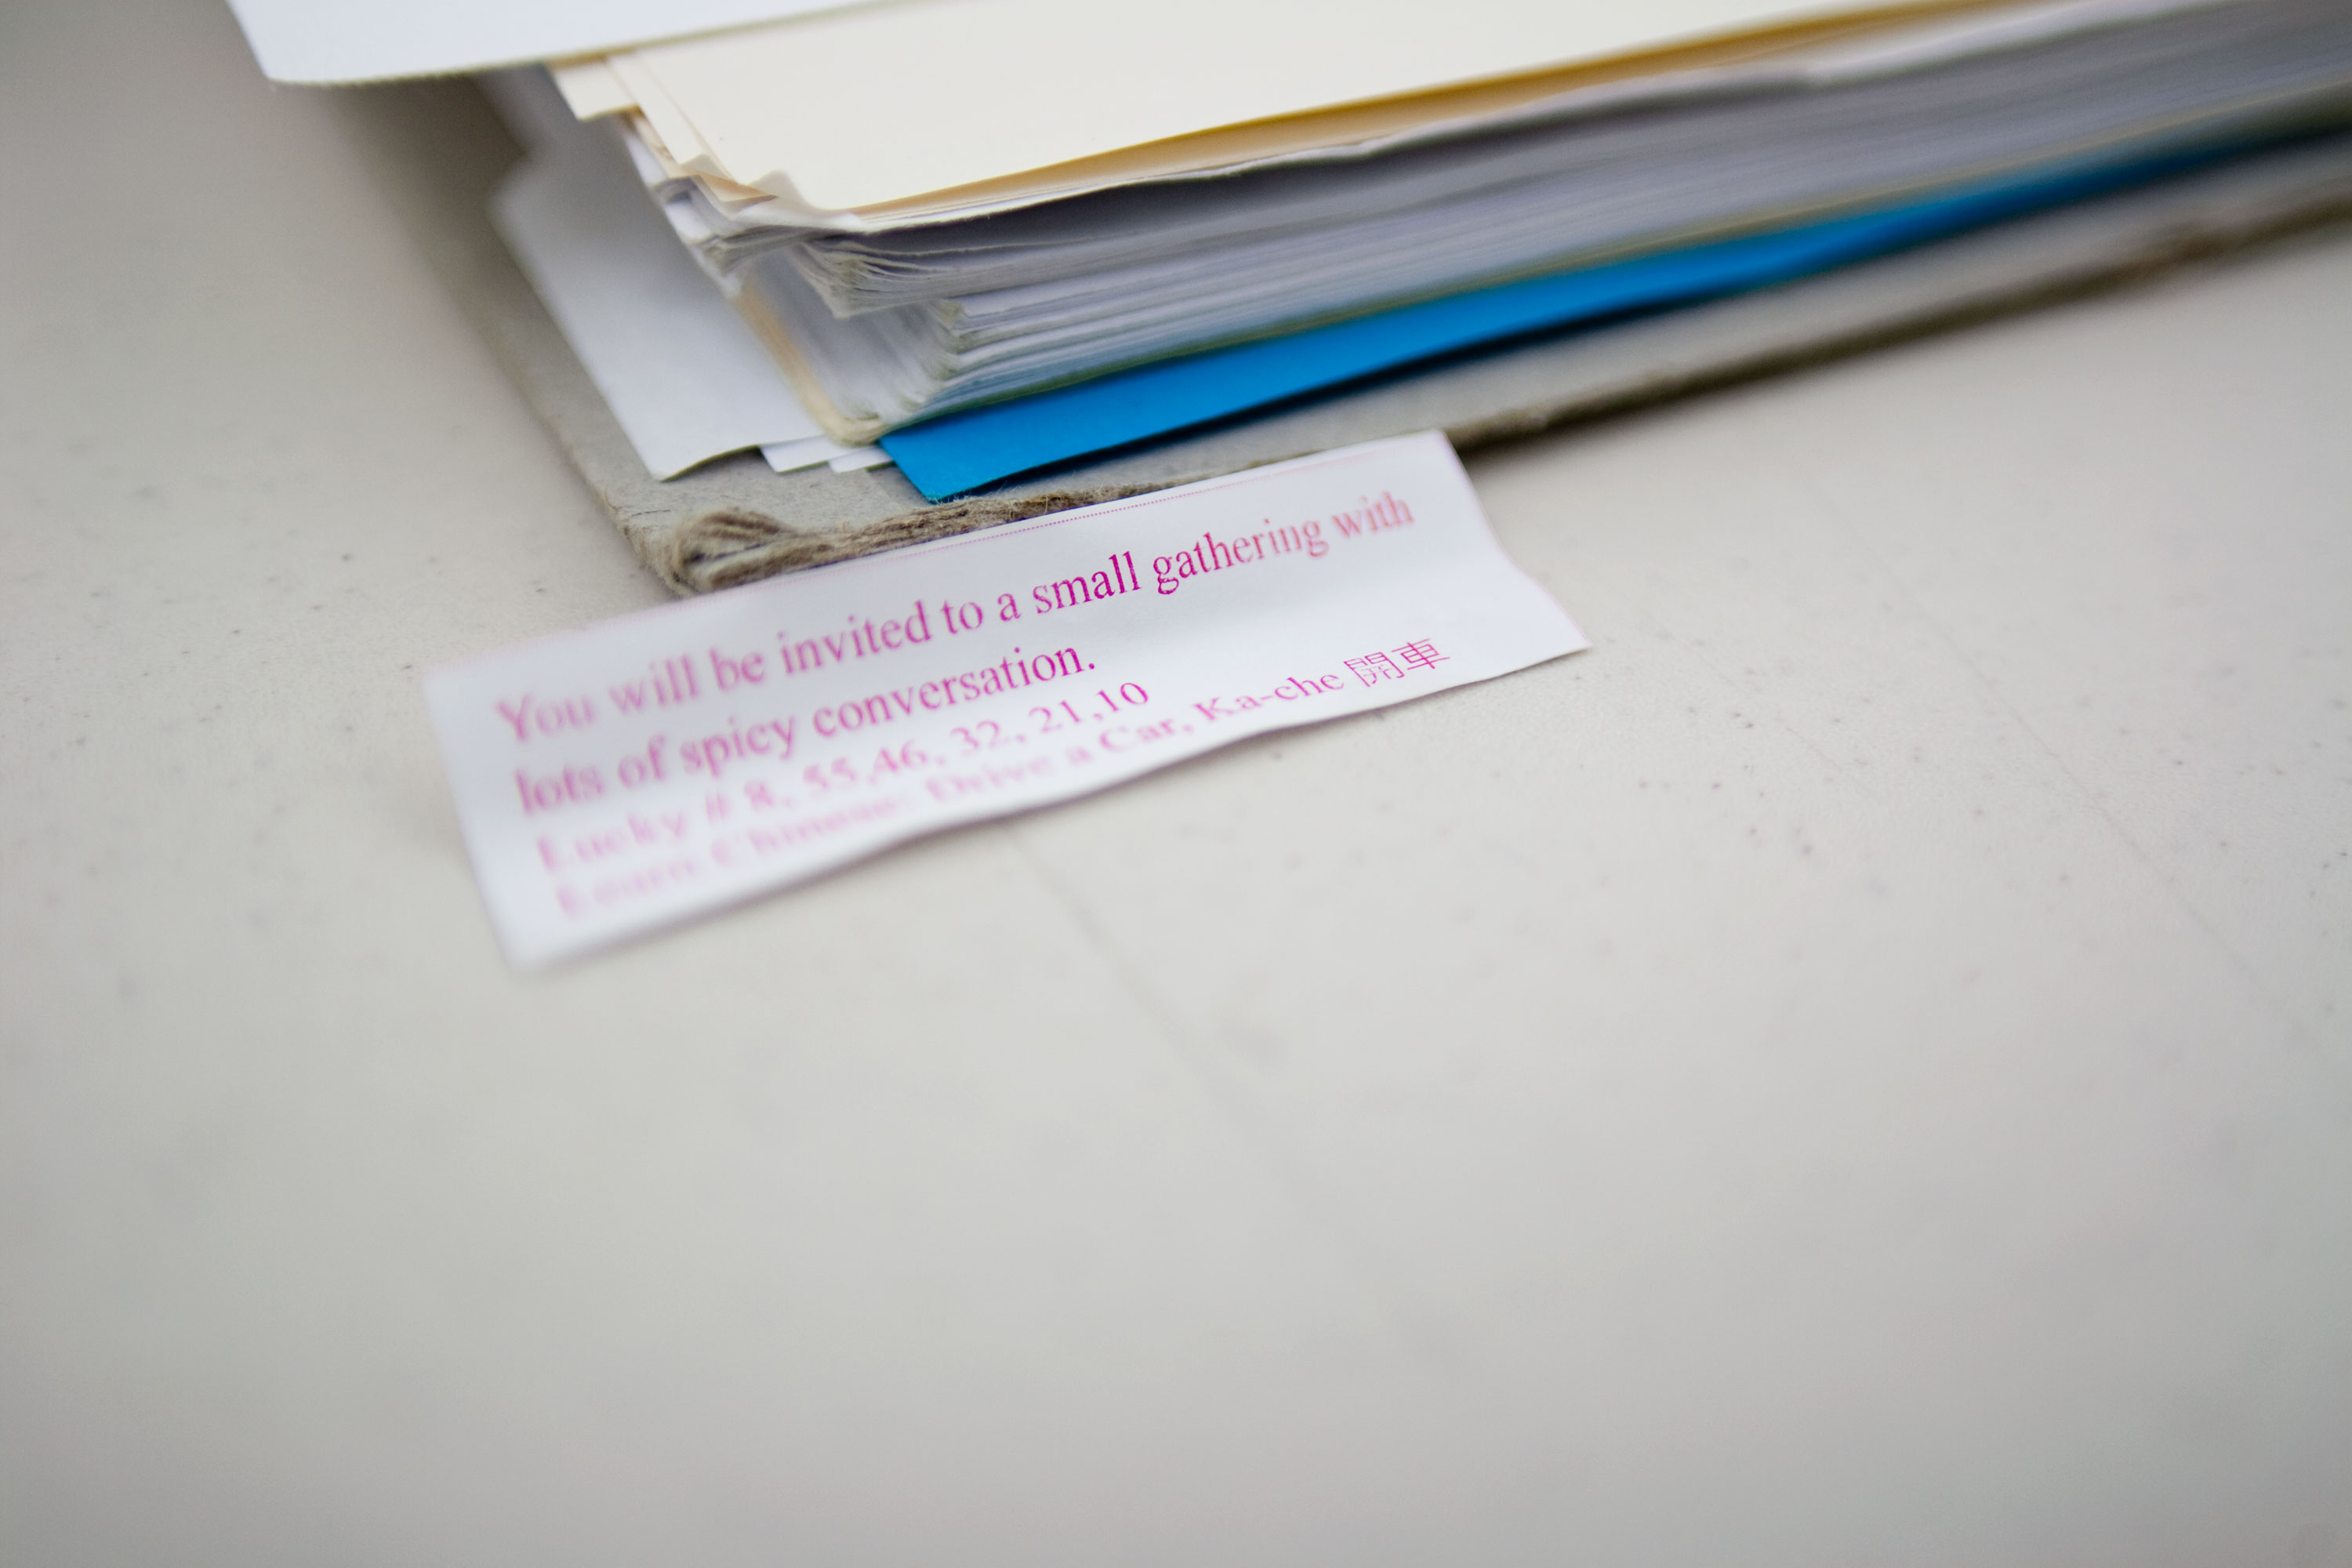 You will be invited to a small gathering with
lots of spicy conversation.
Lucky # 8, 55,46, 32, 21,10
Learn Chinese: Drive a Car, Ka-che 開車